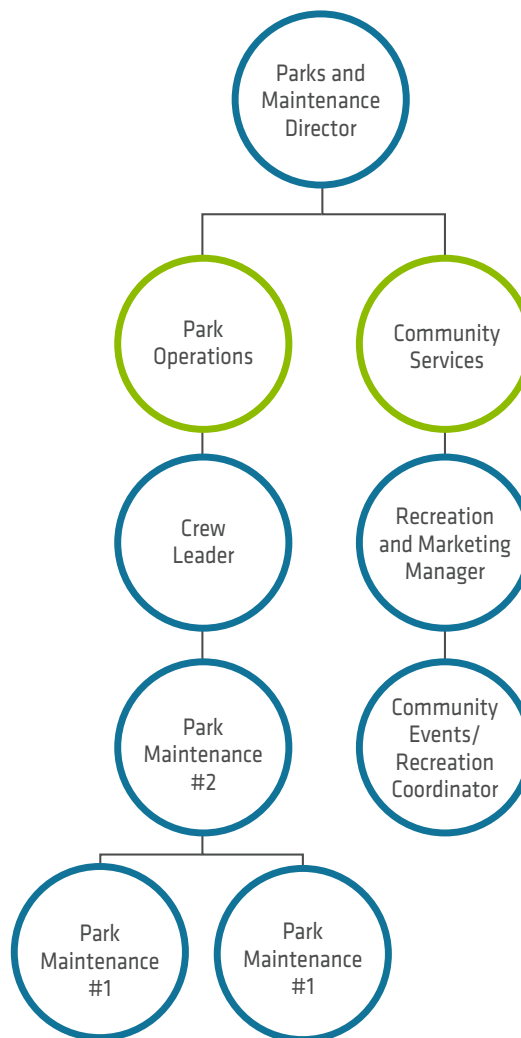 Parks and
Maintenance
Director
Park
Operations
Community
Services
Crew
Leader
Recreation
and Marketing
Manager
Park
Maintenance
#2
Community
Events/
Recreation
Coordinator
Park
Maintenance
#1
Park
Maintenance
#1